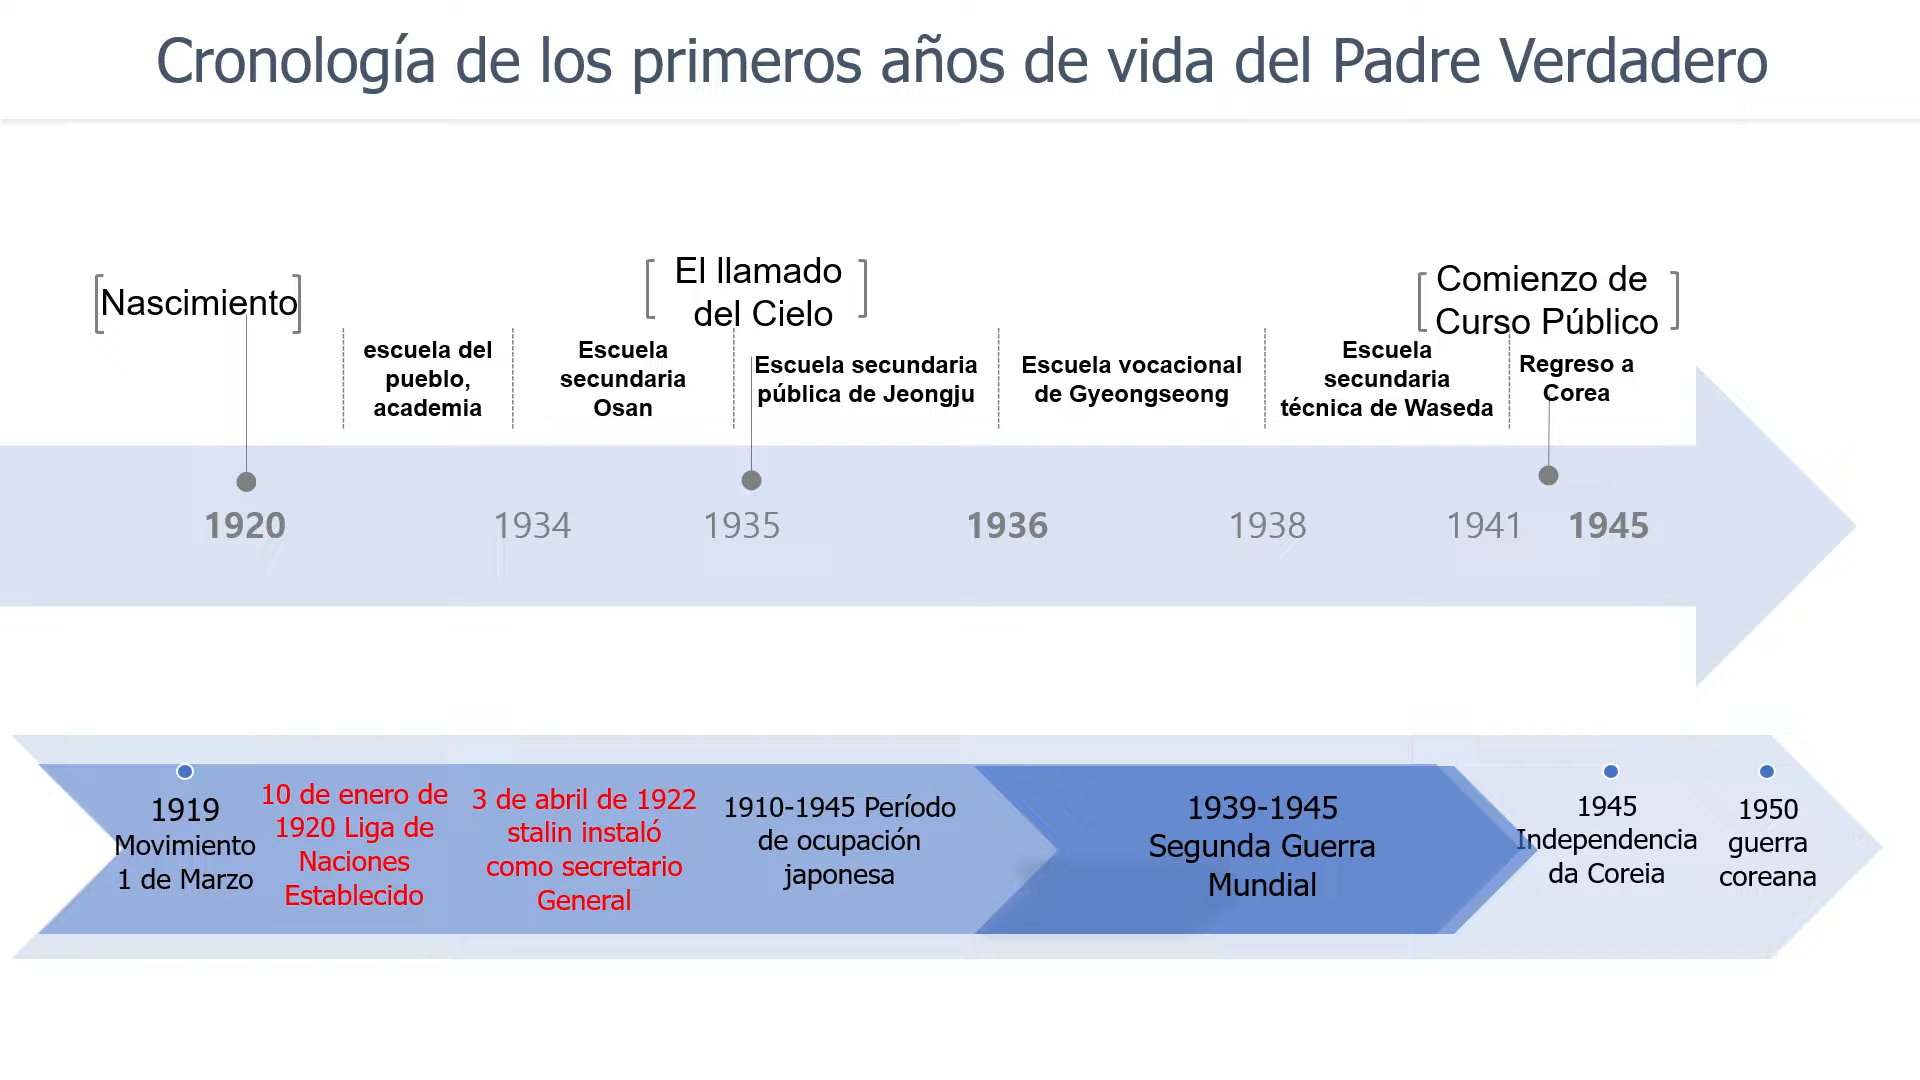 Cronología de los primeros años de vida del Padre Verdadero
Nascimiento
El llamado
del Cielo
Comienzo de
Curso Público
escuela del
pueblo,
academia
Escuela
secundaria
Osan
Escuela secundaria
pública de Jeongju
Escuela vocacional
de Gyeongseong
Escuela
secundaria
técnica de Waseda
Regreso a
Corea
1920
1934
1935
1936
1938
1941
1945
1919
Movimiento
1 de Marzo
10 de enero de
1920 Liga de
Naciones
Establecido
3 de abril de 1922
stalin instaló
como secretario
General
1910-1945 Período
de ocupación
japonesa
1939-1945
Segunda Guerra
Mundial
1945
Independencia
da Coreia
1950
guerra
coreana